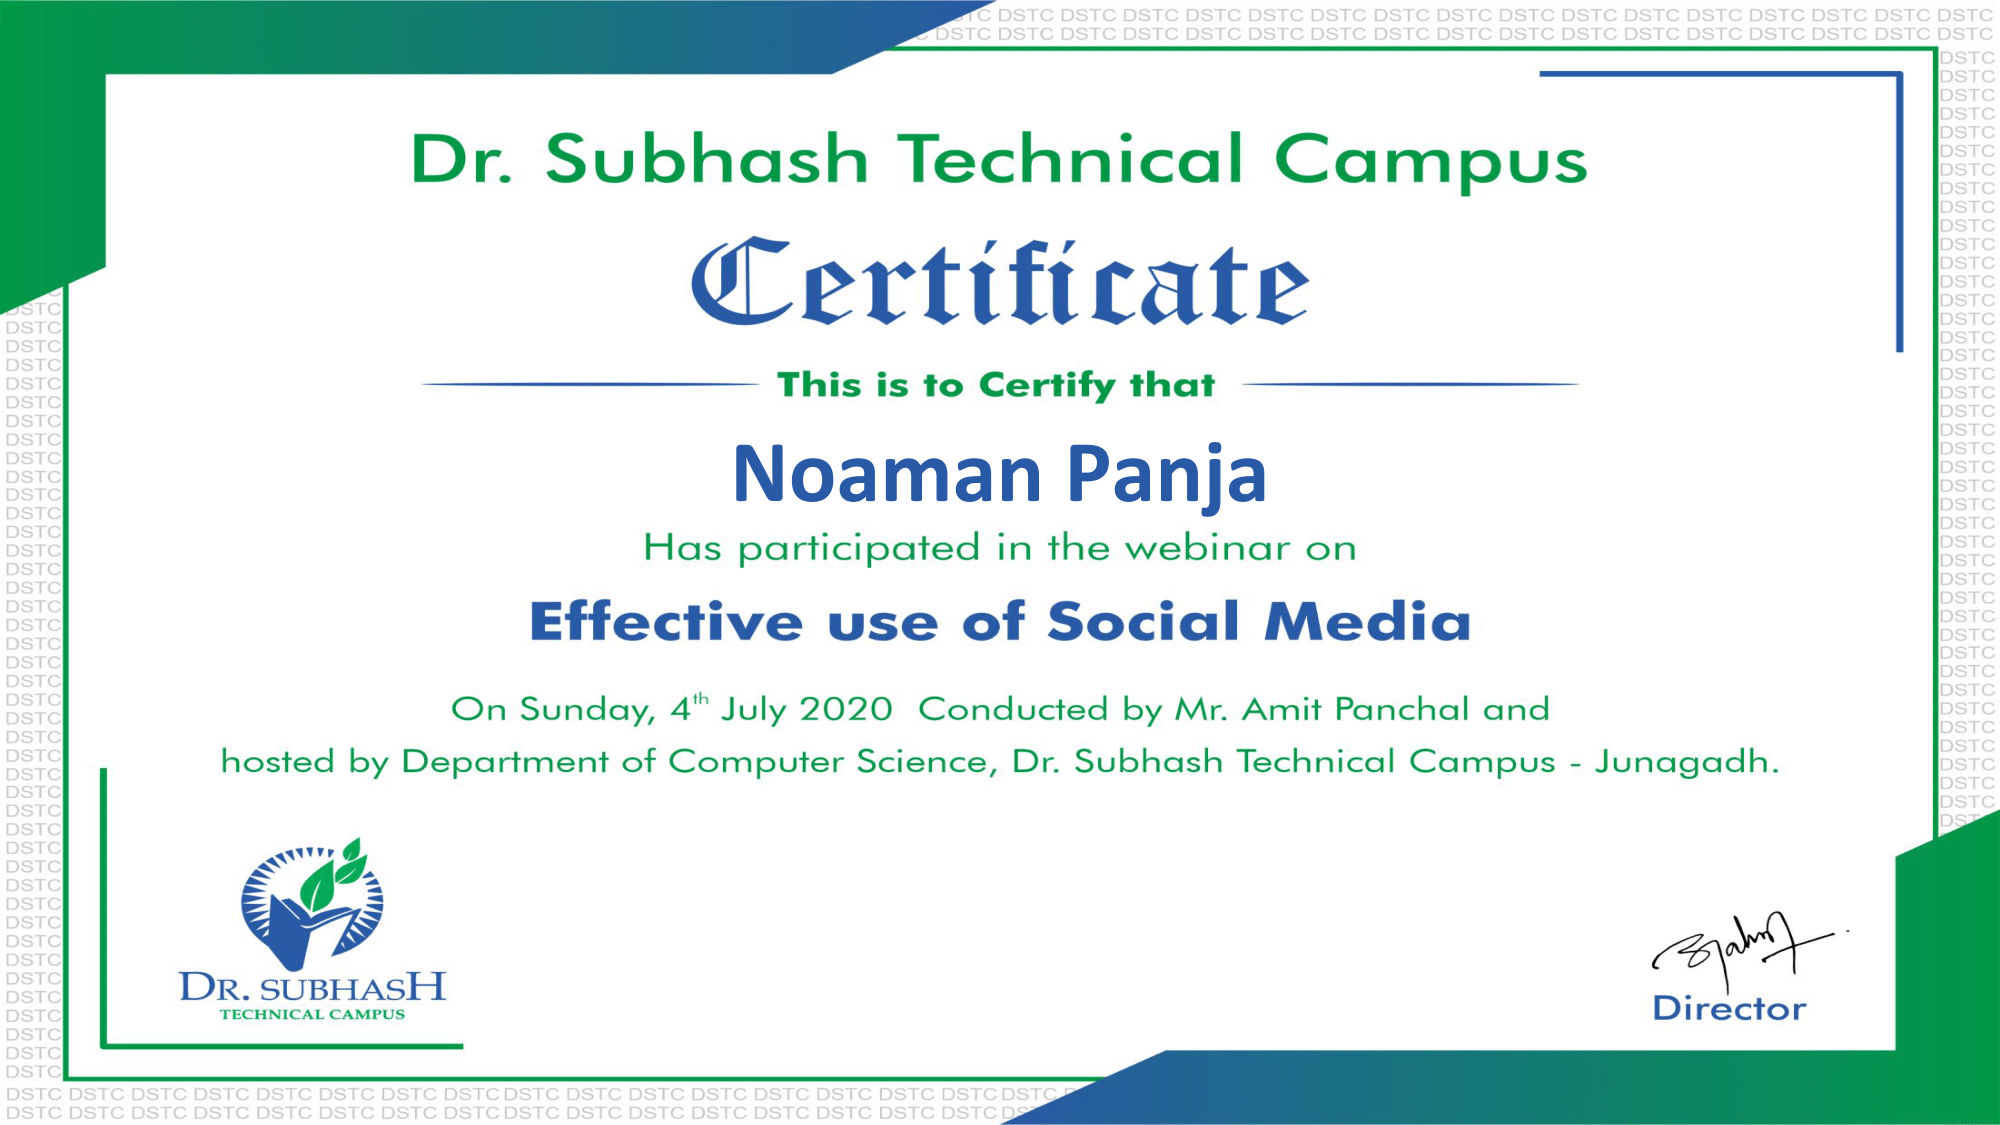 Dr. Subhash Technical Campus
Certificate
This is to Certify that
Noaman Panja
Has participated in the webinar on
Effective use of Social Media
On Sunday, 4th July 2020 Conducted by Mr. Amit Panchal and
hosted by Department of Computer Science, Dr. Subhash Technical Campus - Junagadh.
DR. SUBHASH
TECHNICAL CAMPUS
Director